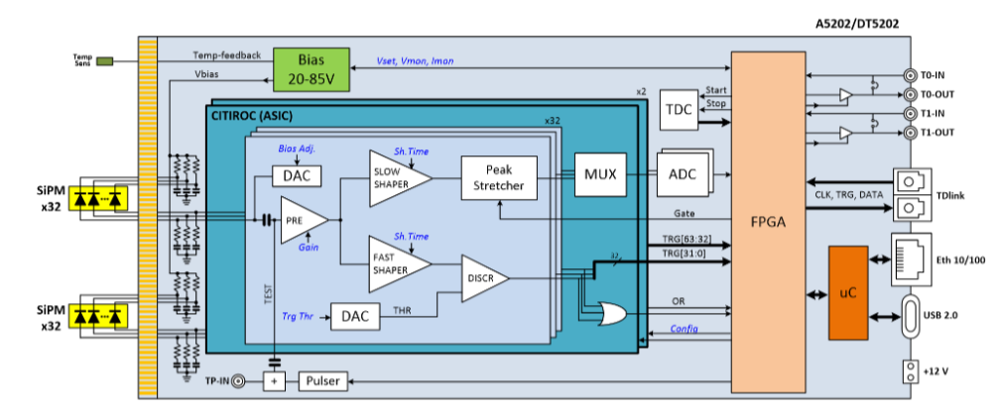 A5202/DT5202
Temp
Sens
Temp-feedback
Bias
20-85V
Vset, Vmon, Imon
Vbias
T0-IN
T0-OUT
T1-IN
T1-OUT
x2
CITIROC (ASIC)
x32
Start
Stop
TDC
Bias Adj.
DAC
Sh.Time
SLOW
SHAPER
Peak
Stretcher
MUX
ADC
FPGA
SiPM
x32
PRE
Gain
Gate
CLK, TRG, DATA
TDlink
Sh.Time
FAST
SHAPER
DISCR
TRG[63:32]
TRG[31:0]
32
Eth 10/100
uC
TEST
SiPM
x32
Trg Thr
DAC
THR
OR
Config
USB 2.0
TP-IN
+
Pulser
+12 V